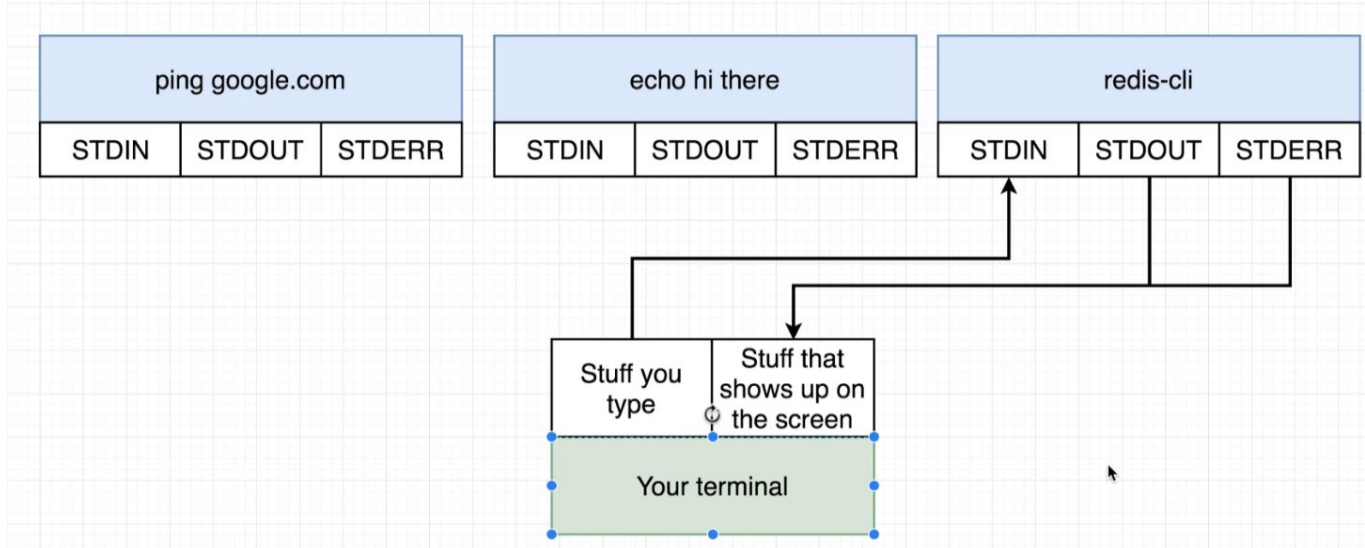 ping google.com
echo hi there
redis-cli
STDIN
STDOUT
STDERR
STDIN
STDOUT
STDERR
STDIN
STDOUT
STDERR
Stuff you
type
Stuff that
shows up on
the screen
Your terminal